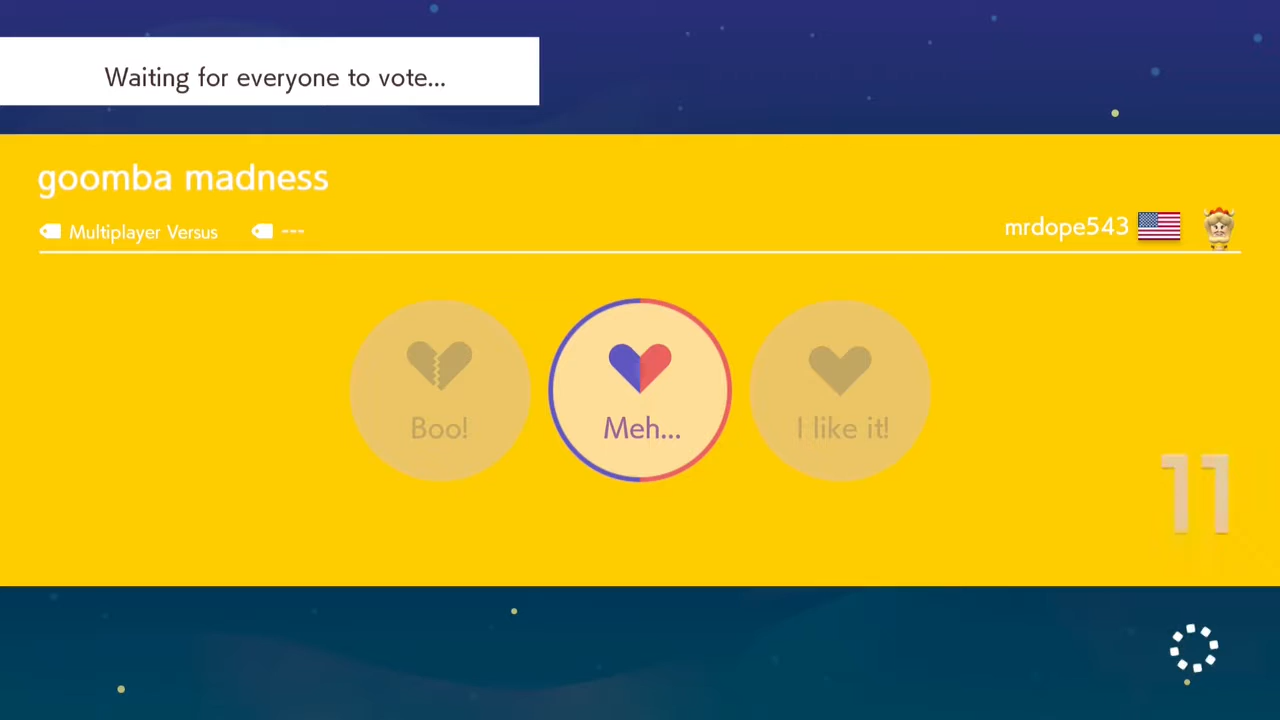 Waiting for everyone to vote...
goomba madness
Multiplayer Versus ---
mrdope543
Boo!
Meh...
I like it!
11